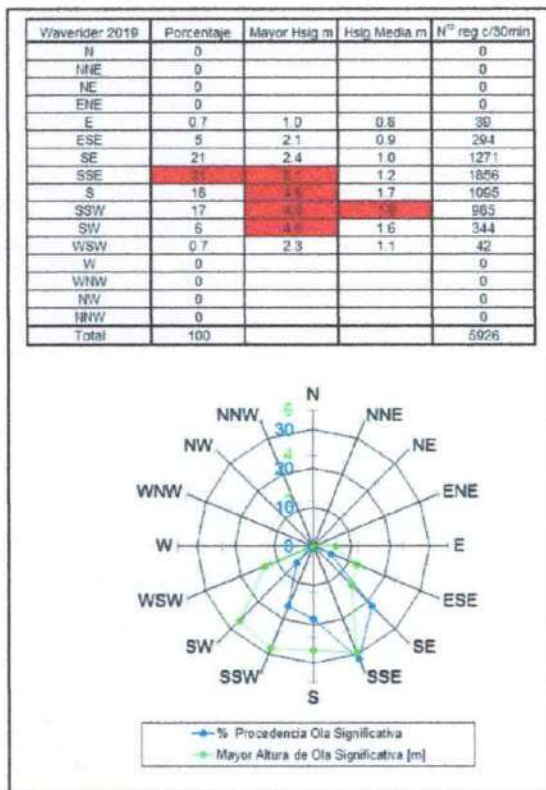 Waverider 2019 Porcentaje Mayor Hsig m Hsig Media m Nro reg c/30min
N 0 0
NNE 0 0
NE 0 0
ENE 0 0
E 0.7 1.0 0.8 39
ESE 5 2.1 0.9 294
SE 21 2.4 1.0 1271
SSE 1.2 1856
S 18 1.7 1095
SSW 17 985
SW 6 1.6 344
WSW 0.7 2.3 1.1 42
W 0 0
WNW 0 0
NW 0 0
NNW 0 0
Total 100 5926
N
NNW 6 NNE
30
NW 4 NE
20
WNW 2 ENE
10
W 0 E
WSW ESE
SW SE
SSW SSE
S
% Procedencia Ola Significativa
Mayor Altura de Ola Significativa [m]